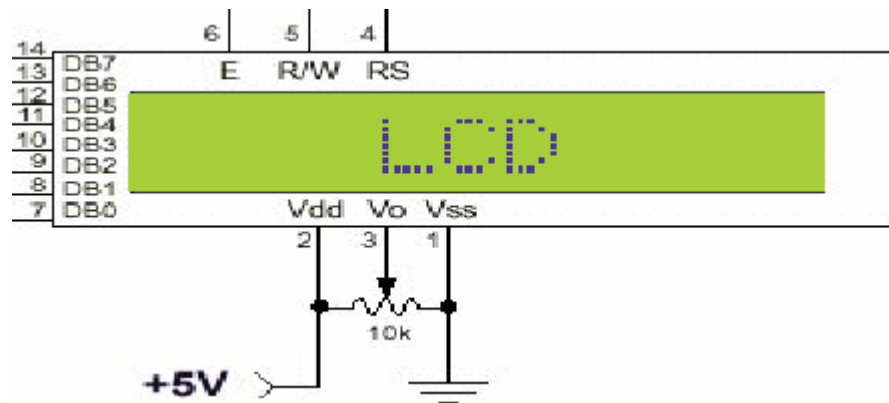 6 5 4
14 DB7 E R/W RS
13 DB6
12 DB5
11 DB4
10 DB3
9 DB2
8 DB1
7 DB0
LCD
Vdd Vo Vss
2 3 1
10k
+5V